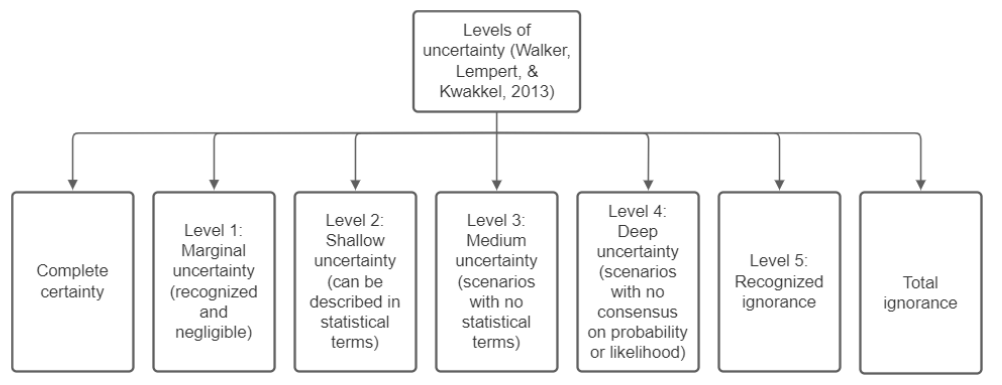 Levels of
uncertainty (Walker,
Lempert, &
Kwakkel, 2013)
Complete
certainty
Level 1:
Marginal
uncertainty
(recognized
and
negligible)
Level 2:
Shallow
uncertainty
(can be
described in
statistical
terms)
Level 3:
Medium
uncertainty
(scenarios
with no
statistical
terms)
Level 4:
Deep
uncertainty
(scenarios
with no
consensus
on probability
or likelihood)
Level 5:
Recognized
ignorance
Total
ignorance